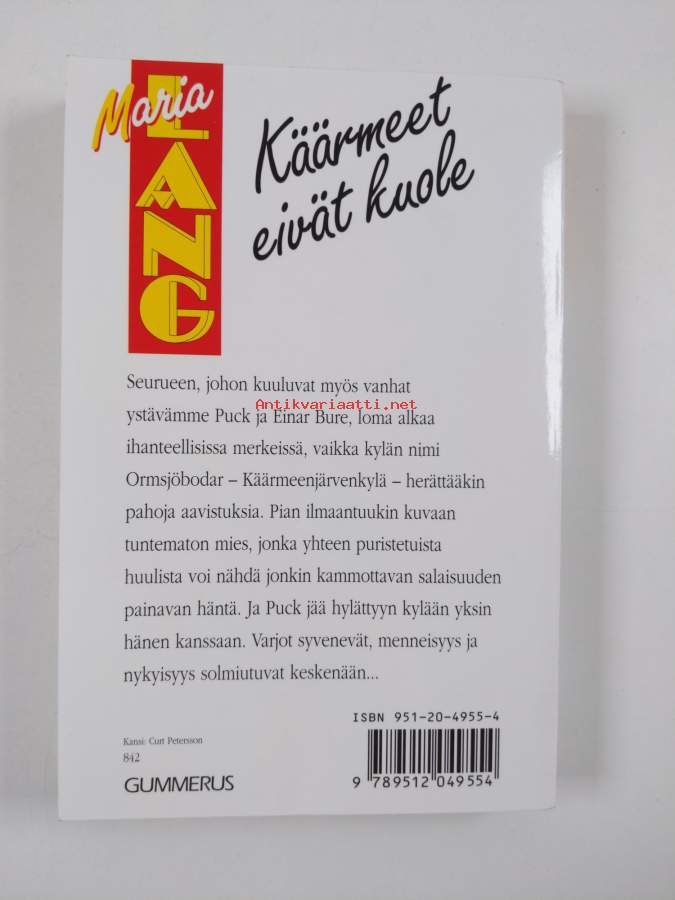 Maria
LANG
Käärmeet
eivät kuole
Seurueen, johon kuuluvat myös vanhat
Antikvariaatti.net
ystävämme Puck ja Einar Bure, loma alkaa
ihanteellisissa merkeissä, vaikka kylän nimi
Ormsjöbodar – Käärmeenjärvenkylä – herättääkin
pahoja aavistuksia. Pian ilmaantuukin kuvaan
tuntematon mies, jonka yhteen puristetuista
huulista voi nähdä jonkin kammottavan salaisuuden
painavan häntä. Ja Puck jää hylättyyn kylään yksin
hänen kanssaan. Varjot syvenevät, menneisyys ja
nykyisyys solmiutuvat keskenään...
ISBN 951-20-4955-4
Kansi: Curt Petersson
842
GUMMERUS
9 789512 049554